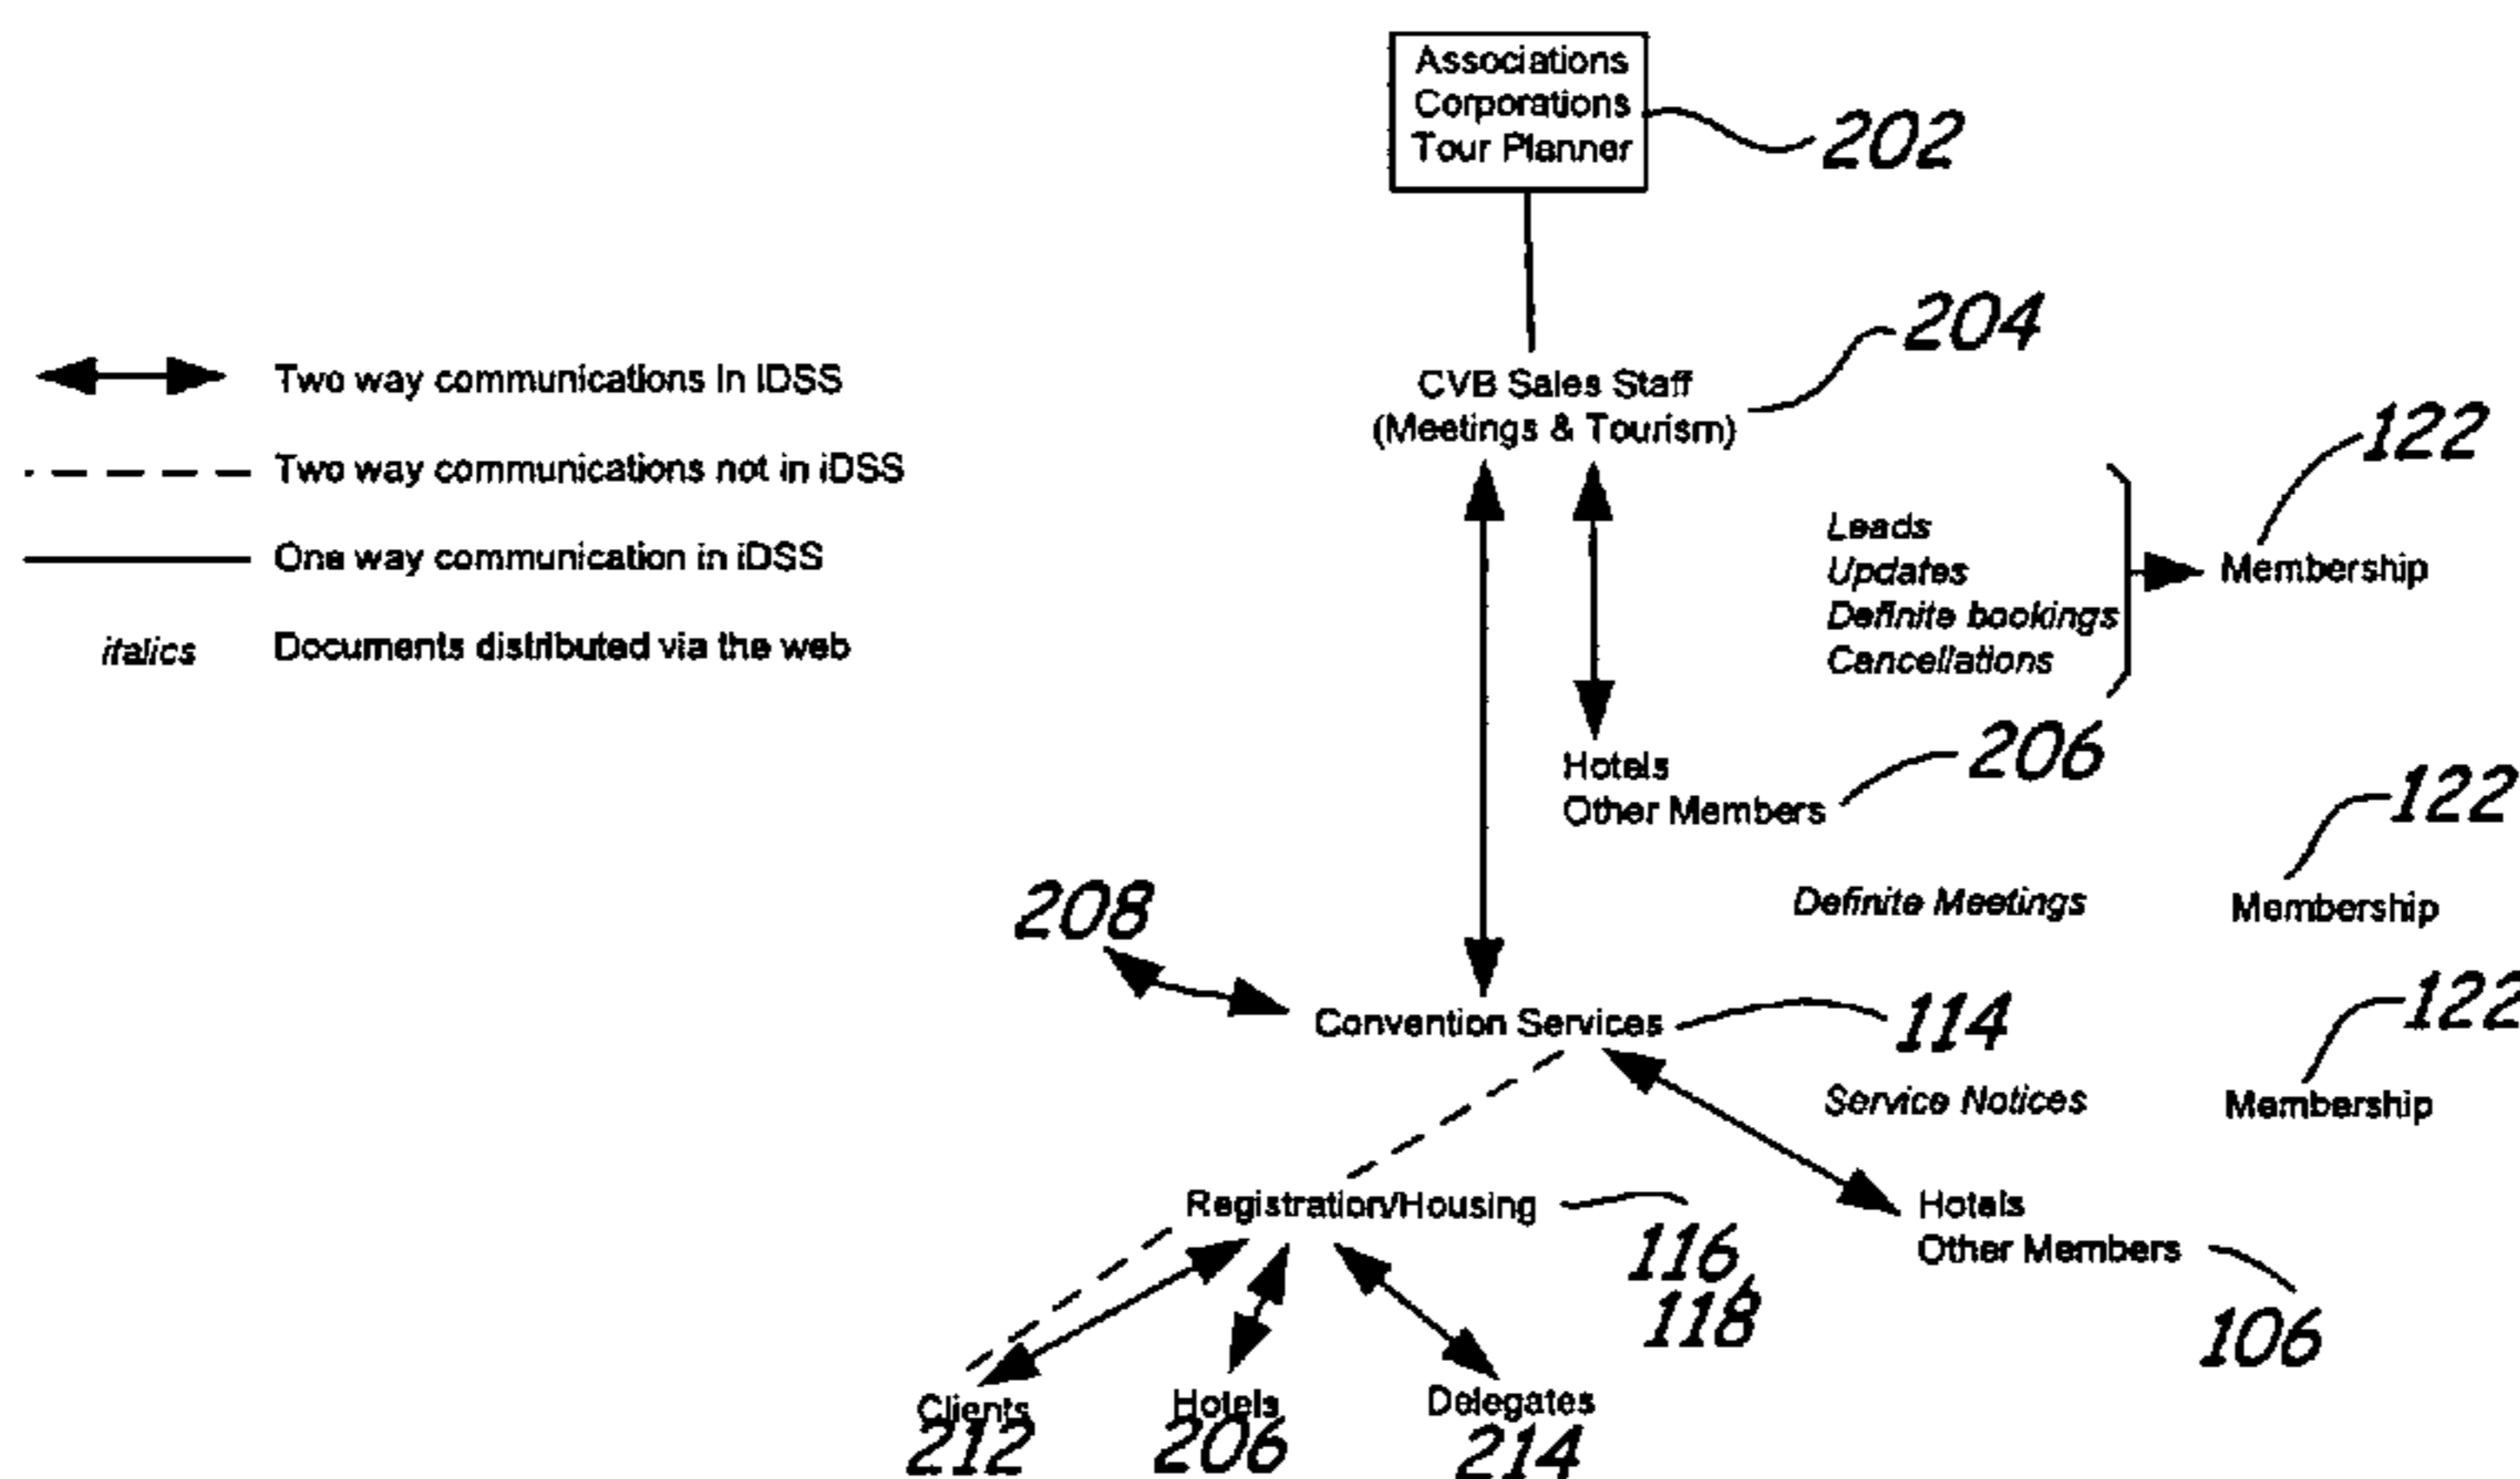 Associations
Corporations
Tour Planner
202
204
CVB Sales Staff
(Meetings & Tourism)
Two way communications in iDSS
Two way communications not in iDSS
One way communication in iDSS
italics Documents distributed via the web
122
Leads
Updates
Definite bookings
Cancellations
Membership
206
Hotels
Other Members
122
Definite Meetings
Membership
208
122
Convention Services
114
Service Notices
Membership
Registration/Housing
116,
118
Hotels
Other Members
106
Clients
212
Hotels
206
Delegates
214